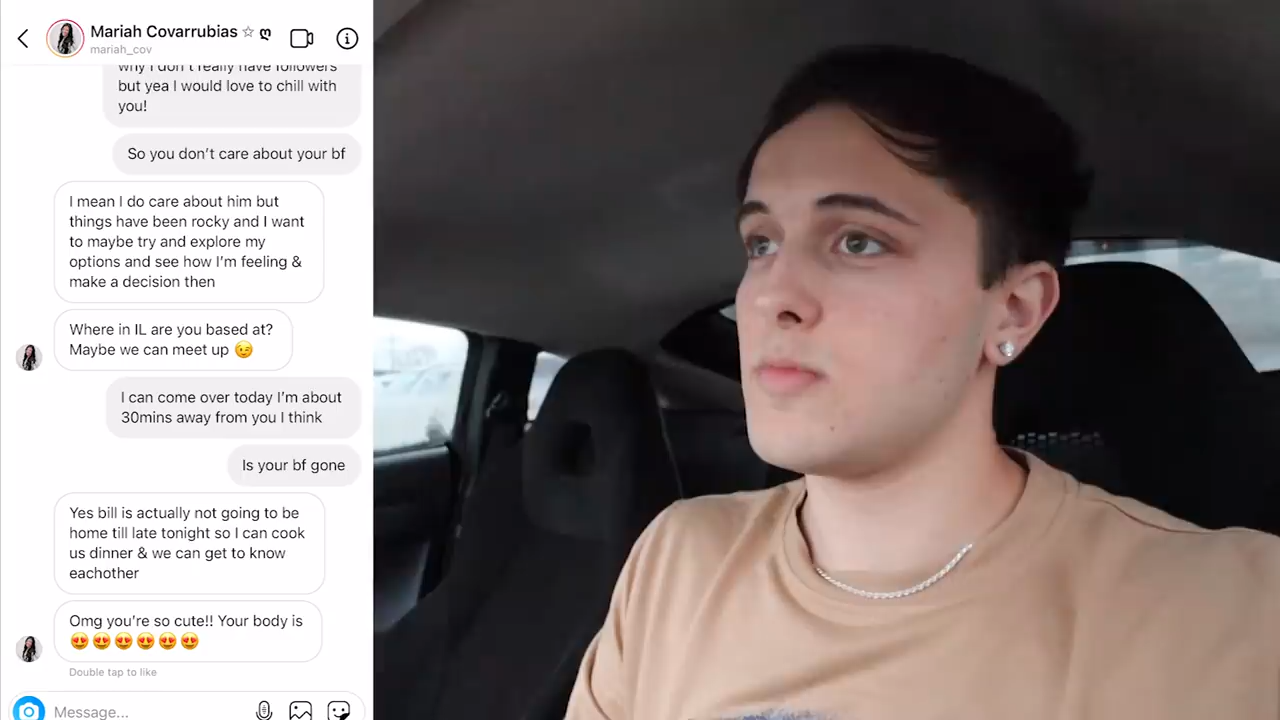 Mariah Covarrubias
mariah_cov
why I don't really have followers
but yea I would love to chill with
you!
So you don't care about your bf
I mean I do care about him but
things have been rocky and I want
to maybe try and explore my
options and see how I'm feeling &
make a decision then
Where in IL are you based at?
Maybe we can meet up 😉
I can come over today I'm about
30mins away from you I think
Is your bf gone
Yes bill is actually not going to be
home till late tonight so I can cook
us dinner & we can get to know
eachother
Omg you're so cute!! Your body is
😍😍😍😍😍😍
Double tap to like
Message...